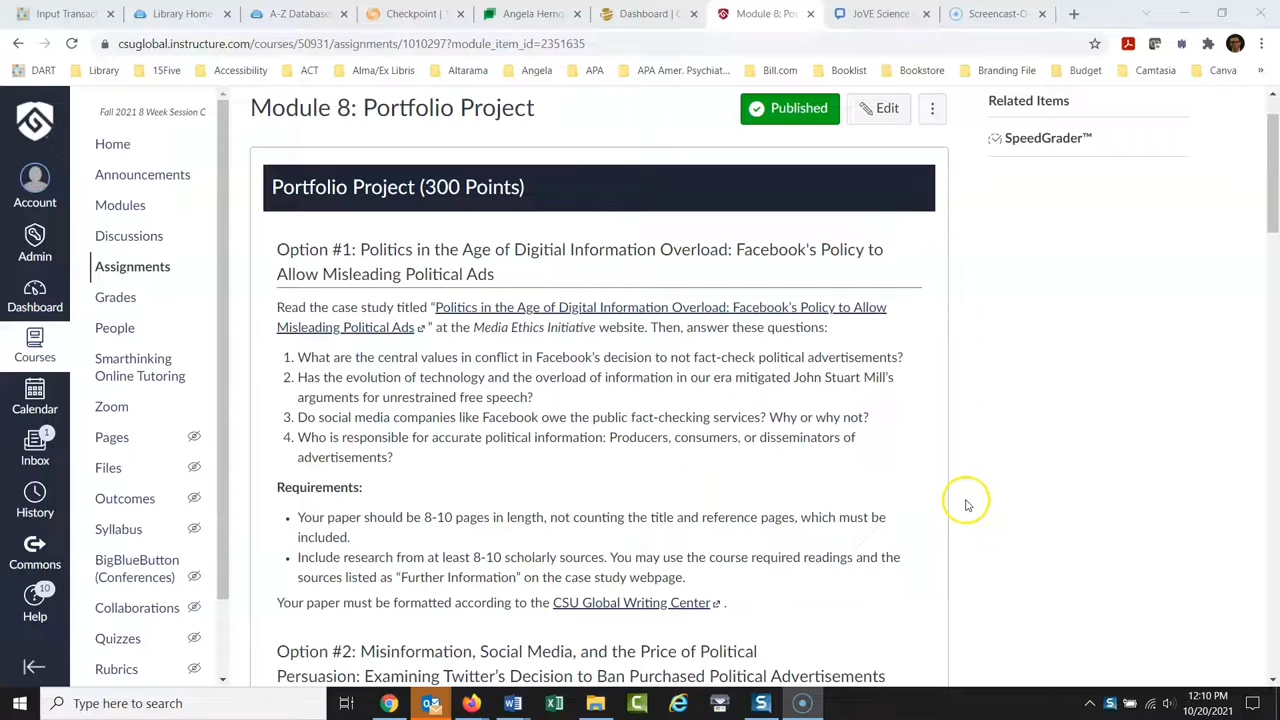 Input Transac
Library Home
A-Z Database
Checkpoint | 
Angela Herno
Dashboard | C
Module 8: Po
JoVE Science
Screencast-O
csuglobal.instructure.com/courses/50931/assignments/1010297?module_item_id=2351635
DART
Library
15Five
Accessibility
ACT
Alma/Ex Libris
Altarama
Angela
APA
APA Amer. Psychiat...
Bill.com
Booklist
Bookstore
Branding File
Budget
Camtasia
Canva
»
Account
Admin
Dashboard
Courses
Calendar
1
Inbox
History
Commons
10
Help
Fall 2021 8 Week Session C
Home
Announcements
Modules
Discussions
Assignments
Grades
People
Smarthinking
Online Tutoring
Zoom
Pages
Files
Outcomes
Syllabus
BigBlueButton
(Conferences)
Collaborations
Quizzes
Rubrics
Module 8: Portfolio Project
Published
Edit
Related Items
SpeedGrader™
Portfolio Project (300 Points)
Option #1: Politics in the Age of Digitial Information Overload: Facebook's Policy to
Allow Misleading Political Ads
Read the case study titled “Politics in the Age of Digital Information Overload: Facebook’s Policy to Allow
Misleading Political Ads ” at the Media Ethics Initiative website. Then, answer these questions:
1. What are the central values in conflict in Facebook’s decision to not fact-check political advertisements?
2. Has the evolution of technology and the overload of information in our era mitigated John Stuart Mill’s
arguments for unrestrained free speech?
3. Do social media companies like Facebook owe the public fact-checking services? Why or why not?
4. Who is responsible for accurate political information: Producers, consumers, or disseminators of
advertisements?
Requirements:
• Your paper should be 8-10 pages in length, not counting the title and reference pages, which must be
included.
• Include research from at least 8-10 scholarly sources. You may use the course required readings and the
sources listed as “Further Information” on the case study webpage.
Your paper must be formatted according to the CSU Global Writing Center .
Option #2: Misinformation, Social Media, and the Price of Political
Persuasion: Examining Twitter’s Decision to Ban Purchased Political Advertisements
Type here to search
12:10 PM
10/20/2021